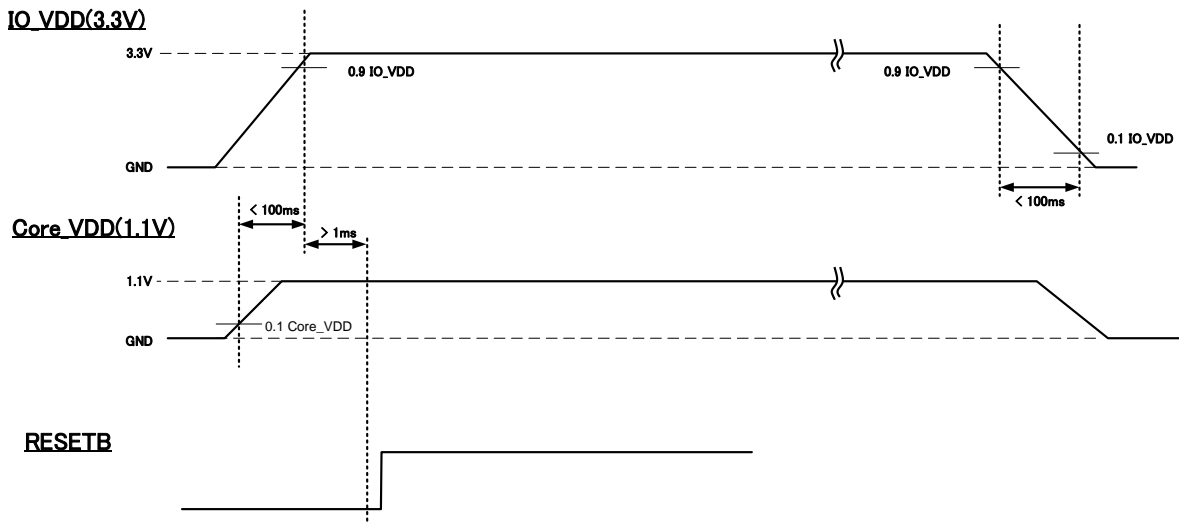 IO_VDD(3.3V)
3.3V
0.9 IO_VDD
0.9 IO_VDD
0.1 IO_VDD
GND
< 100ms
< 100ms
Core_VDD(1.1V)
> 1ms
1.1V
0.1 Core_VDD
GND
RESETB